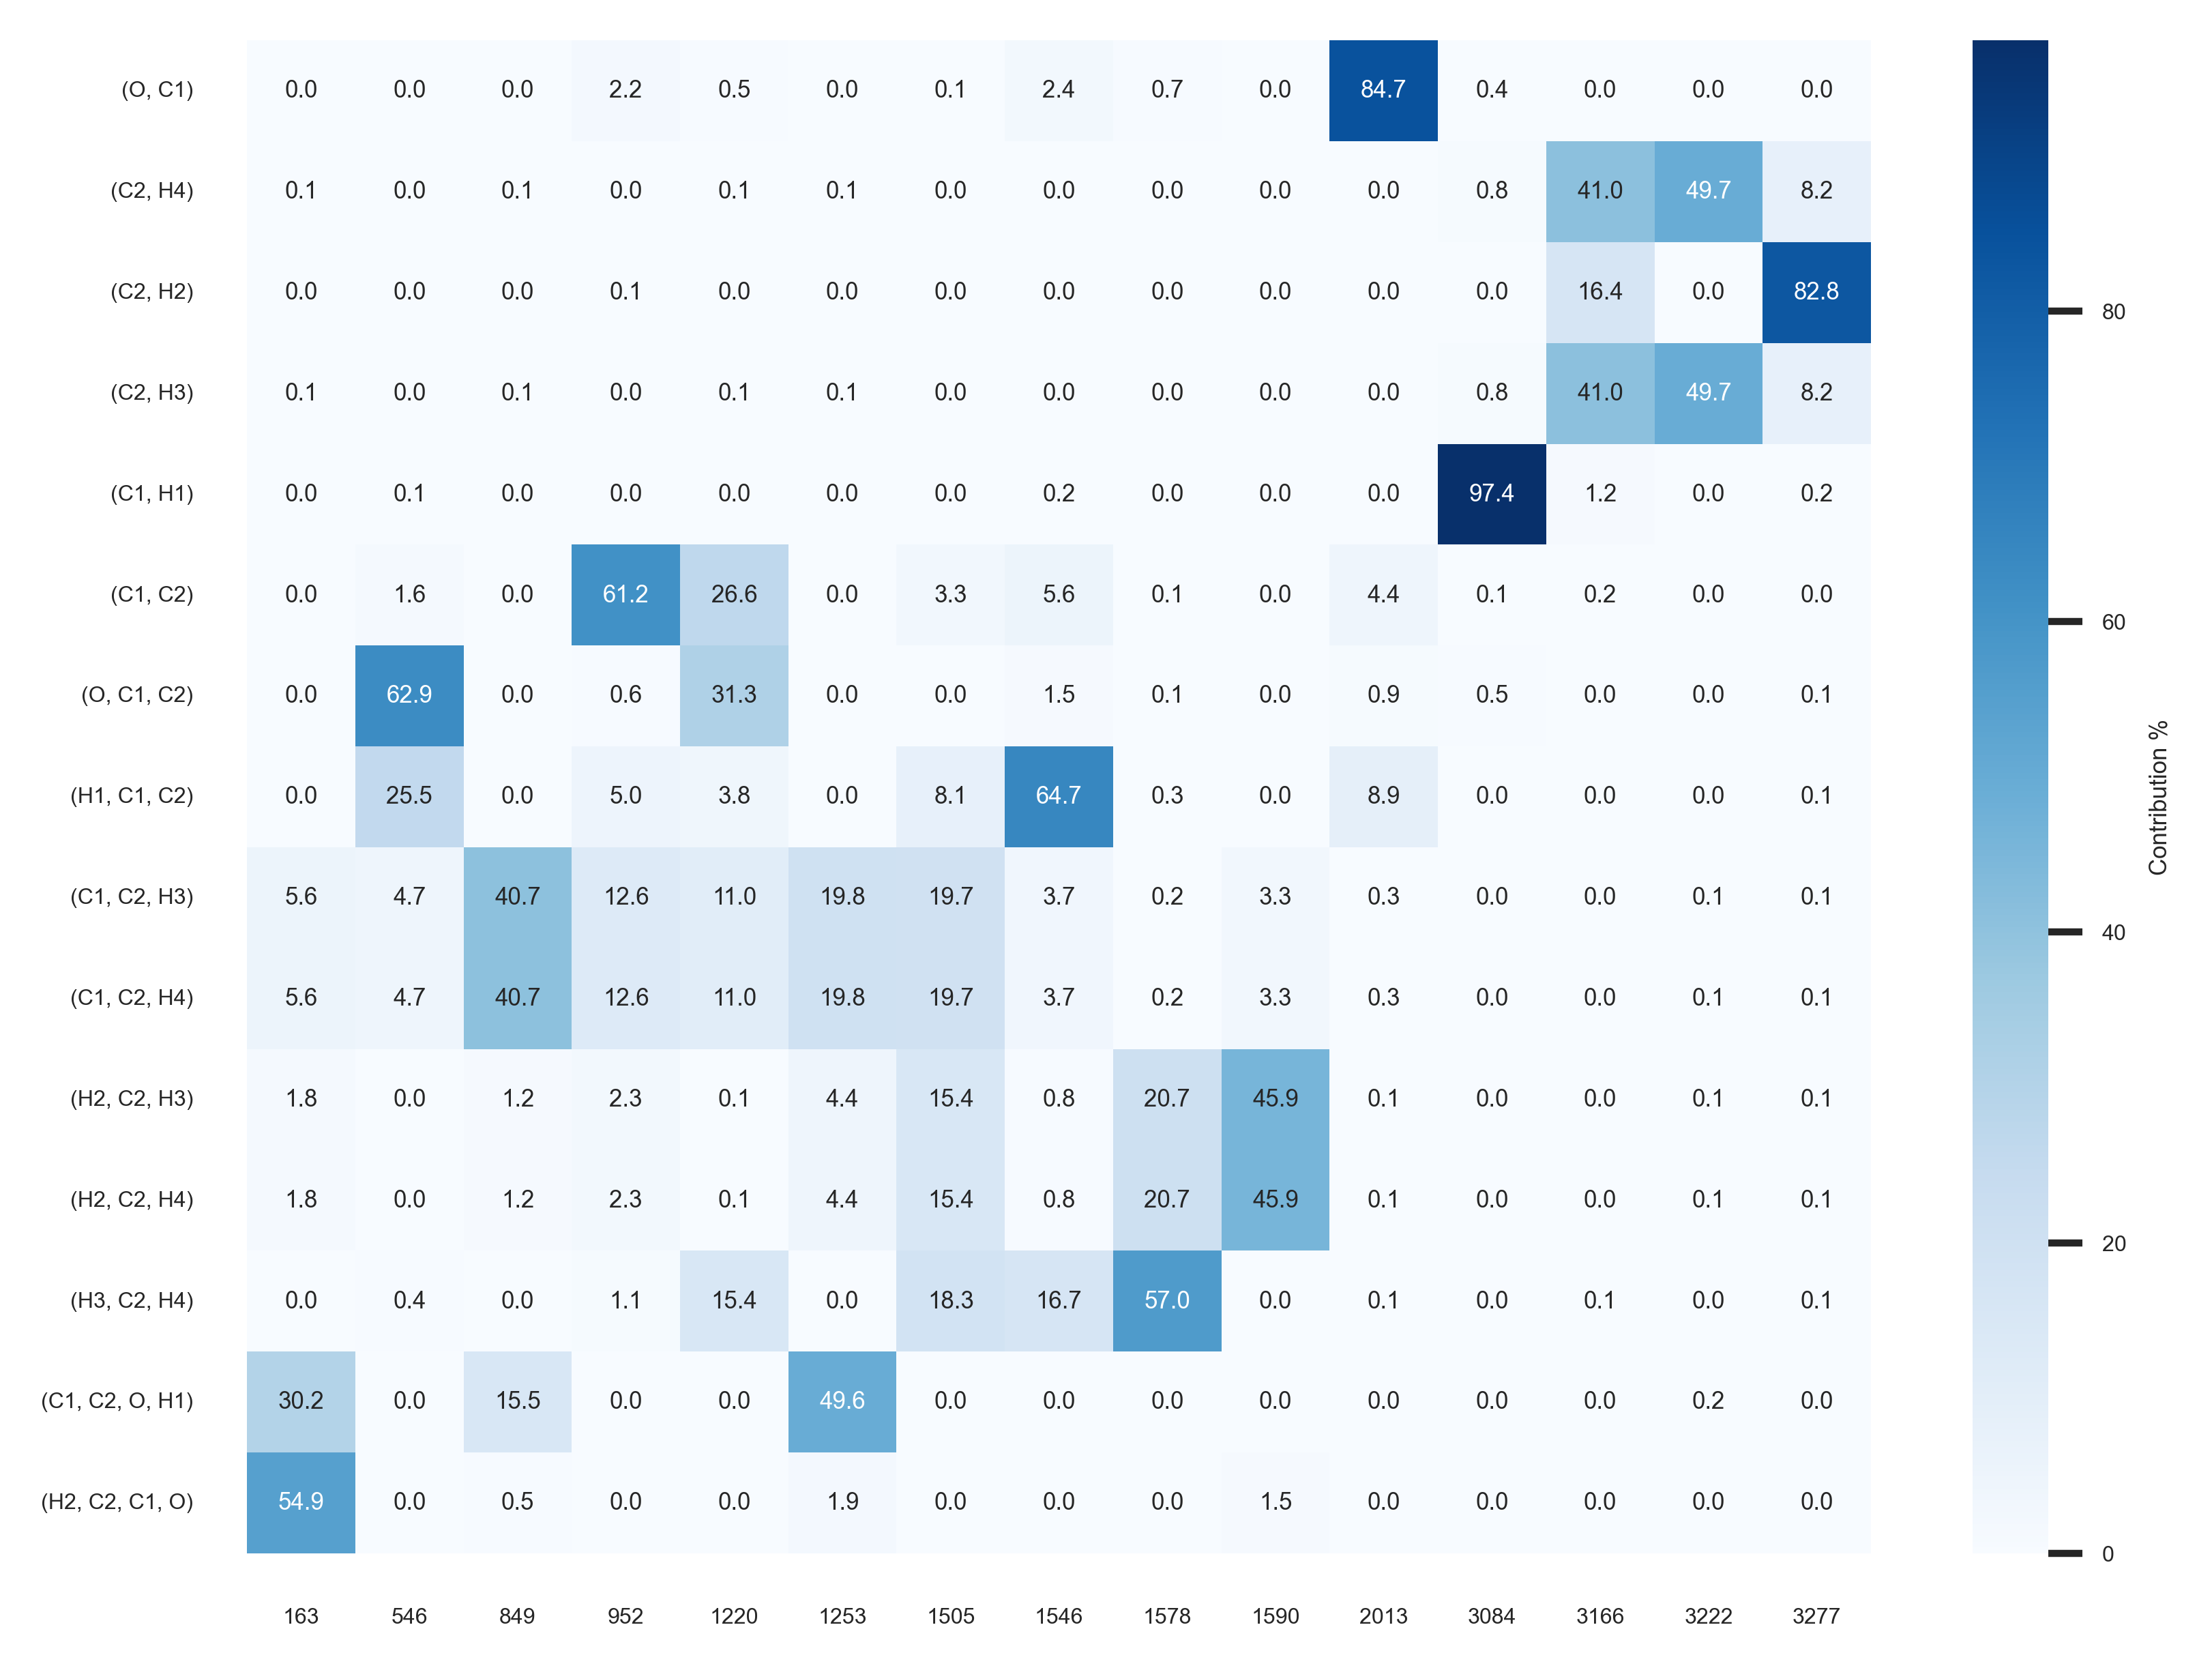 (O, C1) 0.0 0.0 0.0 2.2 0.5 0.0 0.1 2.4 0.7 0.0 84.7 0.4 0.0 0.0 0.0
(C2, H4) 0.1 0.0 0.1 0.0 0.1 0.1 0.0 0.0 0.0 0.0 0.0 0.8 41.0 49.7 8.2
(C2, H2) 0.0 0.0 0.0 0.1 0.0 0.0 0.0 0.0 0.0 0.0 0.0 0.0 16.4 0.0 82.8
(C2, H3) 0.1 0.0 0.1 0.0 0.1 0.1 0.0 0.0 0.0 0.0 0.0 0.8 41.0 49.7 8.2
(C1, H1) 0.0 0.1 0.0 0.0 0.0 0.0 0.0 0.2 0.0 0.0 0.0 97.4 1.2 0.0 0.2
(C1, C2) 0.0 1.6 0.0 61.2 26.6 0.0 3.3 5.6 0.1 0.0 4.4 0.1 0.2 0.0 0.0
(O, C1, C2) 0.0 62.9 0.0 0.6 31.3 0.0 0.0 1.5 0.1 0.0 0.9 0.5 0.0 0.0 0.1
(H1, C1, C2) 0.0 25.5 0.0 5.0 3.8 0.0 8.1 64.7 0.3 0.0 8.9 0.0 0.0 0.0 0.1
(C1, C2, H3) 5.6 4.7 40.7 12.6 11.0 19.8 19.7 3.7 0.2 3.3 0.3 0.0 0.0 0.1 0.1
(C1, C2, H4) 5.6 4.7 40.7 12.6 11.0 19.8 19.7 3.7 0.2 3.3 0.3 0.0 0.0 0.1 0.1
(H2, C2, H3) 1.8 0.0 1.2 2.3 0.1 4.4 15.4 0.8 20.7 45.9 0.1 0.0 0.0 0.1 0.1
(H2, C2, H4) 1.8 0.0 1.2 2.3 0.1 4.4 15.4 0.8 20.7 45.9 0.1 0.0 0.0 0.1 0.1
(H3, C2, H4) 0.0 0.4 0.0 1.1 15.4 0.0 18.3 16.7 57.0 0.0 0.1 0.0 0.1 0.0 0.1
(C1, C2, O, H1) 30.2 0.0 15.5 0.0 0.0 49.6 0.0 0.0 0.0 0.0 0.0 0.0 0.0 0.2 0.0
(H2, C2, C1, O) 54.9 0.0 0.5 0.0 0.0 1.9 0.0 0.0 0.0 1.5 0.0 0.0 0.0 0.0 0.0
163 546 849 952 1220 1253 1505 1546 1578 1590 2013 3084 3166 3222 3277
80
60
40
20
0
Contribution %